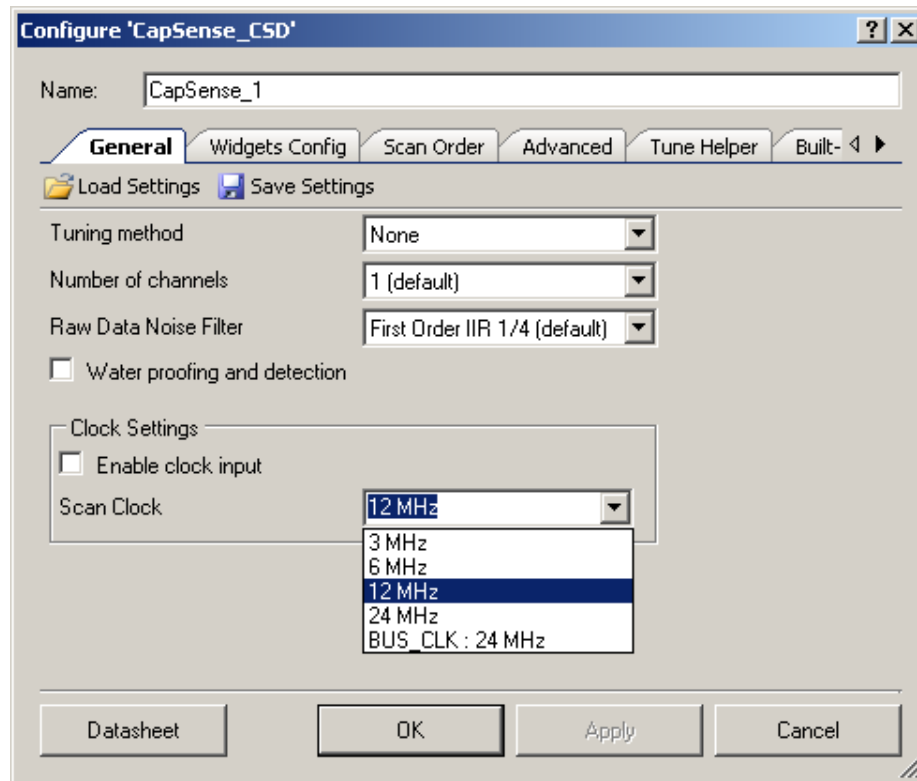 Configure 'CapSense_CSD'
Name: CapSense_1
General Widgets Config Scan Order Advanced Tune Helper Built-
Load Settings Save Settings
Tuning method None
Number of channels 1 (default)
Raw Data Noise Filter First Order IIR 1/4 (default)
Water proofing and detection
Clock Settings
Enable clock input
Scan Clock 12 MHz
3 MHz
6 MHz
12 MHz
24 MHz
BUS_CLK : 24 MHz
Datasheet OK Apply Cancel